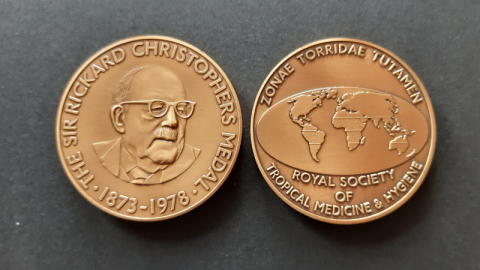 THE SIR RICKARD CHRISTOPHERS MEDAL
· 1873-1978 ·
ZONAE TORRIDAE TUTAMEN
ROYAL SOCIETY
OF
TROPICAL MEDICINE & HYGIENE